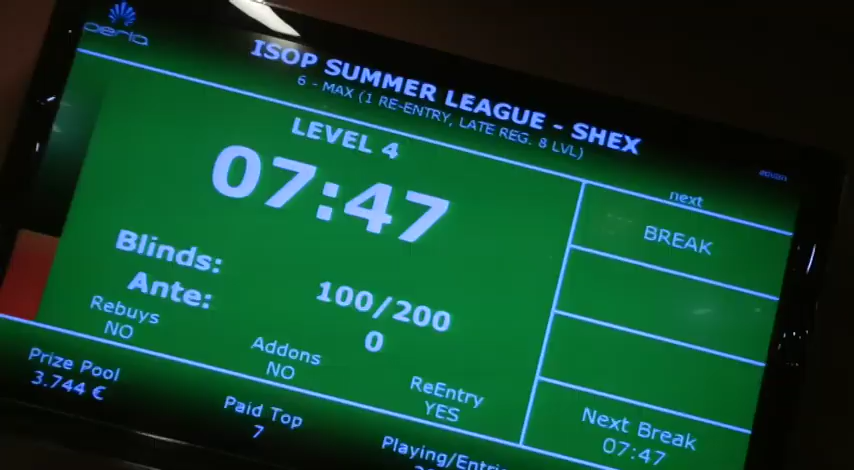 perla
ISOP SUMMER LEAGUE - SHEX
6 - MAX (1 RE-ENTRY, LATE REG. 8 LVL)
LEVEL 4
07:47
Blinds: 100/200
Ante: 0
Rebuys
NO
Addons
NO
ReEntry
YES
Prize Pool
3.744 €
Paid Top
7
next
BREAK
Next Break
07:47